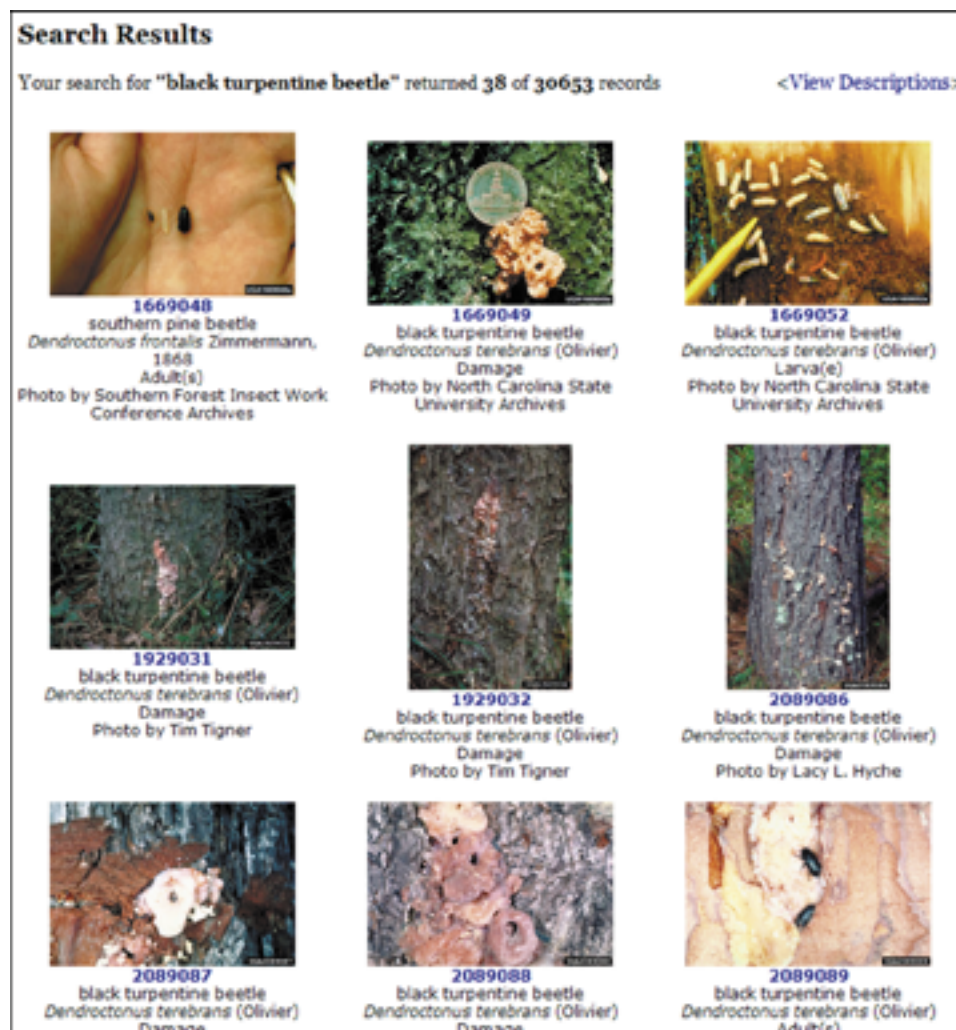 Search Results
Your search for "black turpentine beetle" returned 38 of 30653 records
<View Descriptions>
1669048
southern pine beetle
Dendroctonus frontalis Zimmermann,
1868
Adult(s)
Photo by Southern Forest Insect Work
Conference Archives
1669049
black turpentine beetle
Dendroctonus terebrans (Olivier)
Damage
Photo by North Carolina State
University Archives
1669052
black turpentine beetle
Dendroctonus terebrans (Olivier)
Larva(e)
Photo by North Carolina State
University Archives
1929031
black turpentine beetle
Dendroctonus terebrans (Olivier)
Damage
Photo by Tim Tigner
1929032
black turpentine beetle
Dendroctonus terebrans (Olivier)
Damage
Photo by Tim Tigner
2089086
black turpentine beetle
Dendroctonus terebrans (Olivier)
Damage
Photo by Lacy L. Hyche
2089087
black turpentine beetle
Dendroctonus terebrans (Olivier)
Damage
2089088
black turpentine beetle
Dendroctonus terebrans (Olivier)
Damage
2089089
black turpentine beetle
Dendroctonus terebrans (Olivier)
Adult(s)